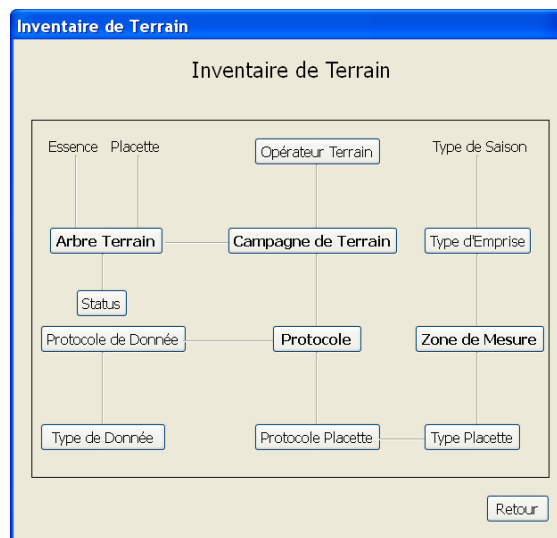 Inventaire de Terrain
Inventaire de Terrain
Essence Placette Opérateur Terrain Type de Saison
Arbre Terrain Campagne de Terrain Type d'Emprise
Status
Protocole de Donnée Protocole Zone de Mesure
Type de Donnée Protocole Placette Type Placette
Retour